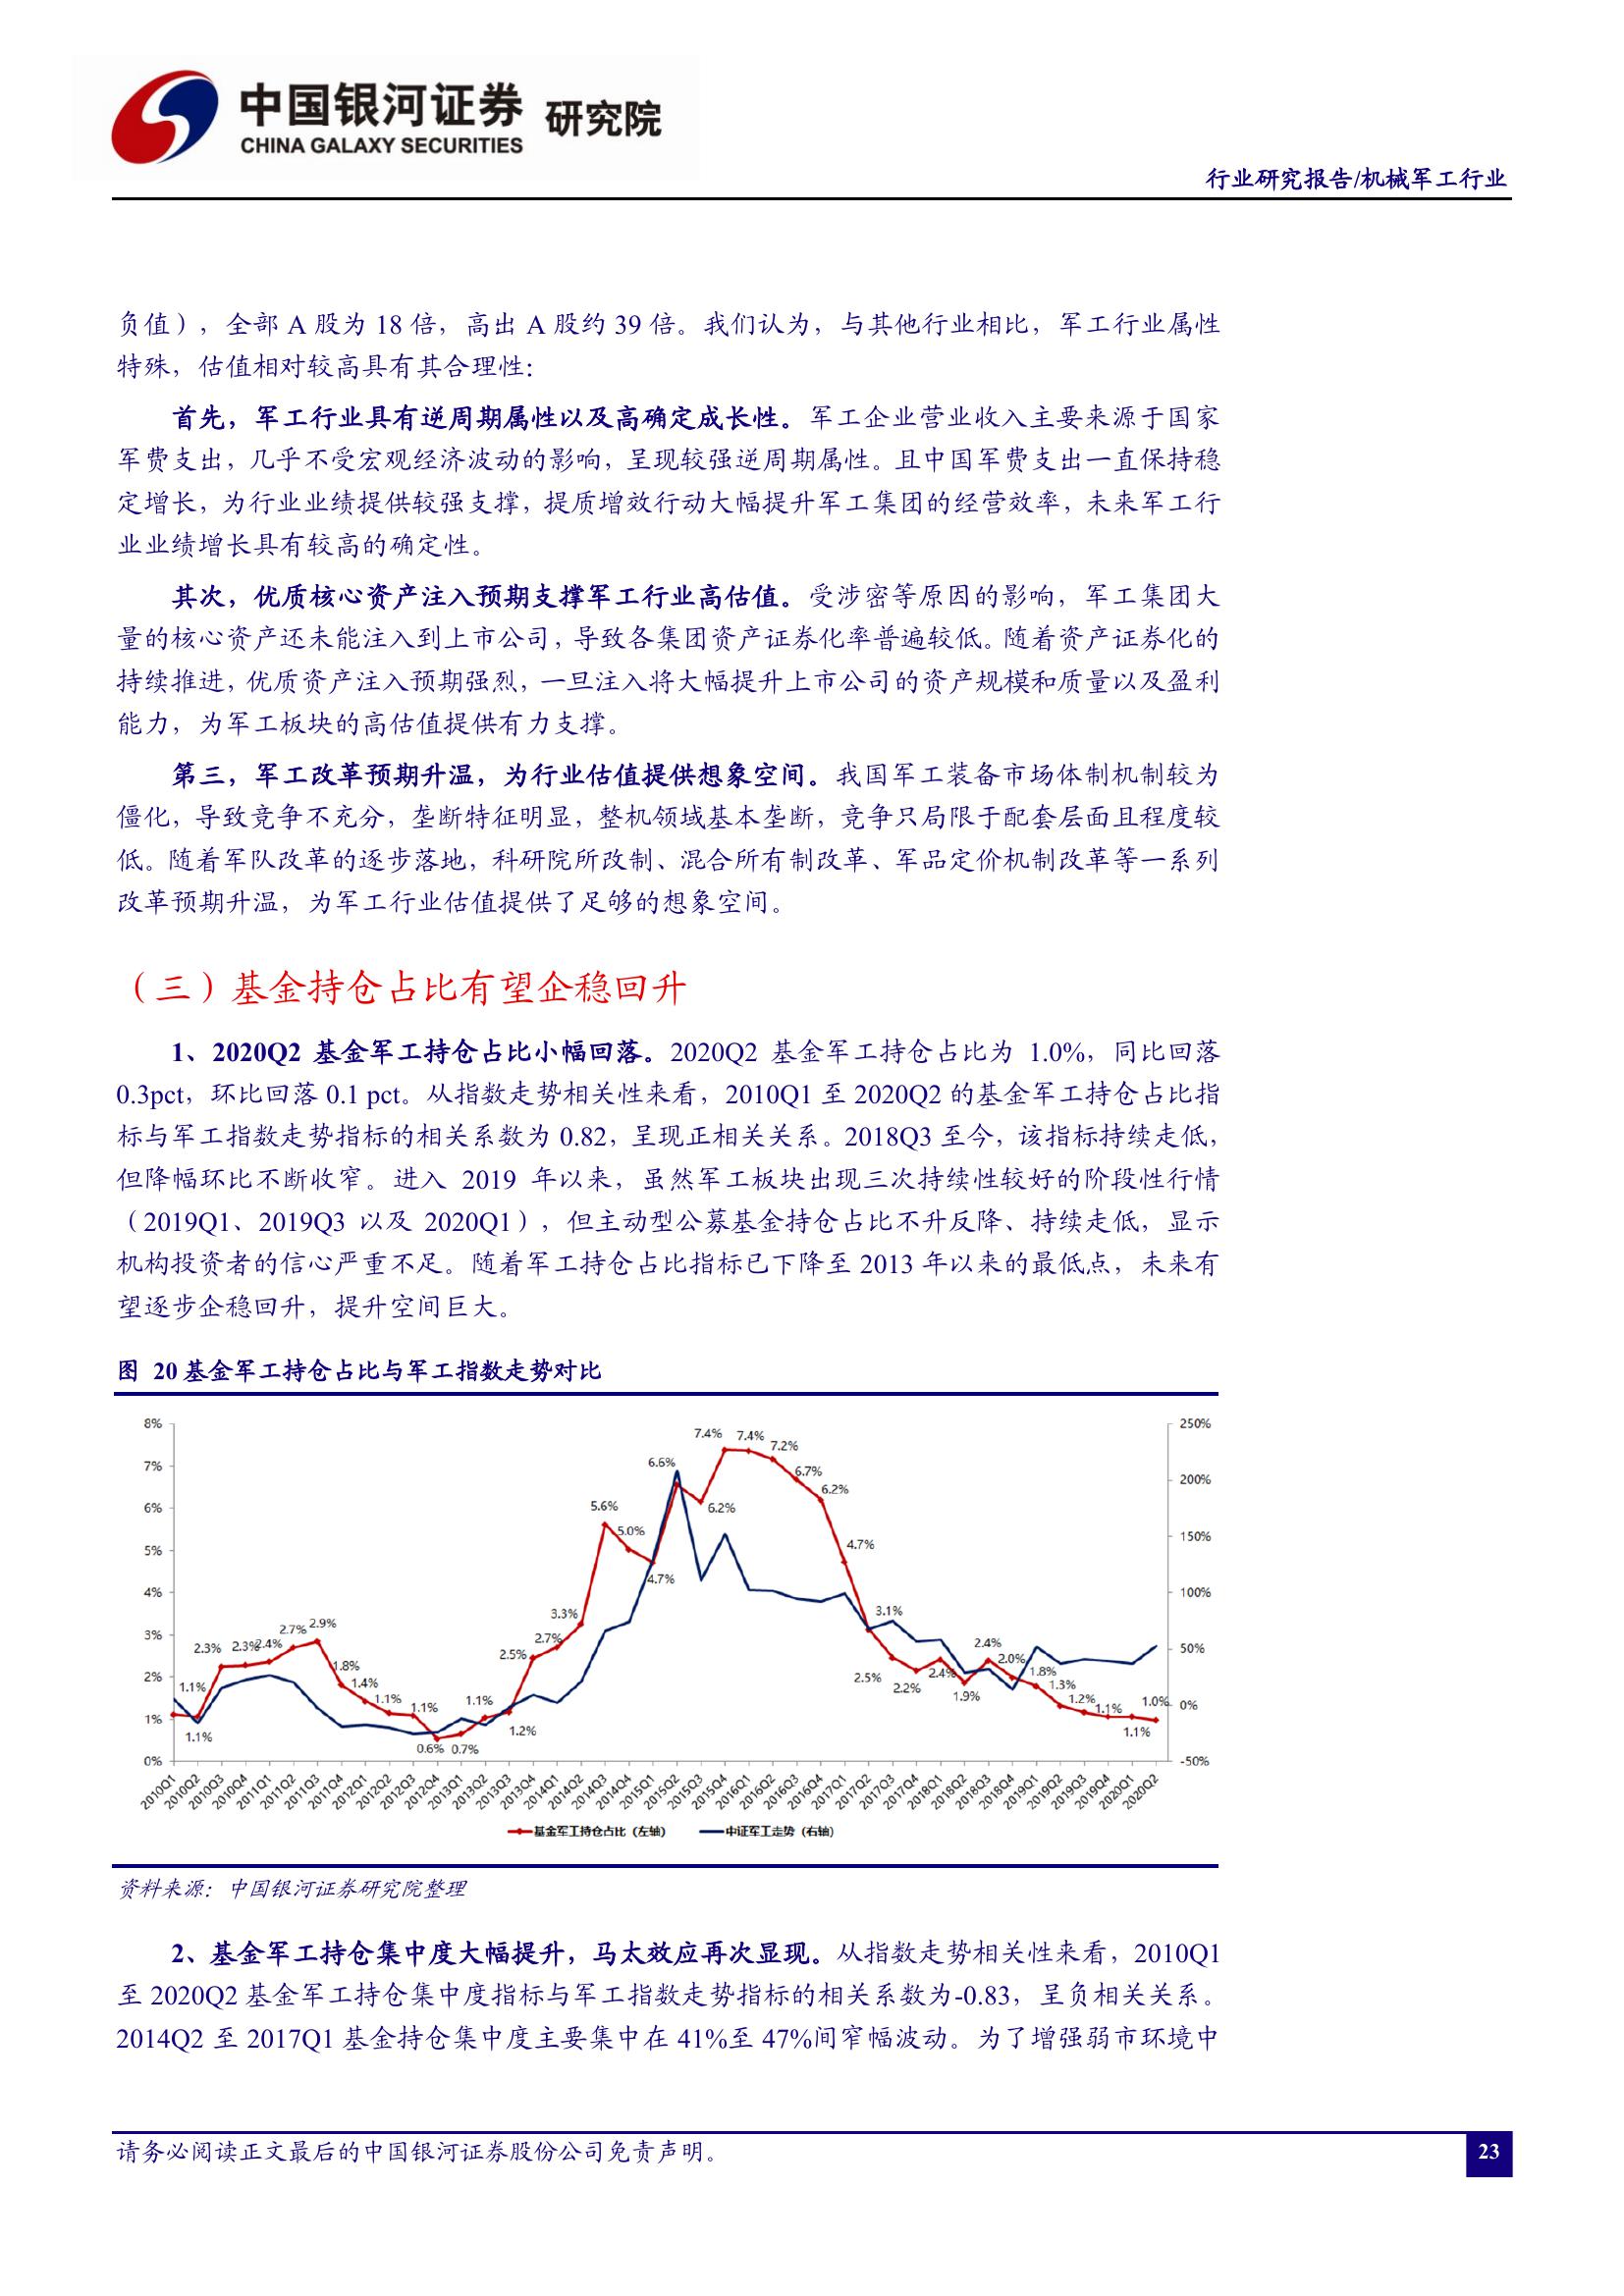 中国银河证券 研究院
CHINA GALAXY SECURITIES
行业研究报告/机械军工行业
负值），全部 A 股为 18 倍，高出 A 股约 39 倍。我们认为，与其他行业相比，军工行业属性
特殊，估值相对较高具有其合理性：
首先，军工行业具有逆周期属性以及高确定成长性。军工企业营业收入主要来源于国家
军费支出，几乎不受宏观经济波动的影响，呈现较强逆周期属性。且中国军费支出一直保持稳
定增长，为行业业绩提供较强支撑，提质增效行动大幅提升军工集团的经营效率，未来军工行
业业绩增长具有较高的确定性。
其次，优质核心资产注入预期支撑军工行业高估值。受涉密等原因的影响，军工集团大
量的核心资产还未能注入到上市公司，导致各集团资产证券化率普遍较低。随着资产证券化的
持续推进，优质资产注入预期强烈，一旦注入将大幅提升上市公司的资产规模和质量以及盈利
能力，为军工板块的高估值提供有力支撑。
第三，军工改革预期升温，为行业估值提供想象空间。我国军工装备市场体制机制较为
僵化，导致竞争不充分，垄断特征明显，整机领域基本垄断，竞争只局限于配套层面且程度较
低。随着军队改革的逐步落地，科研院所改制、混合所有制改革、军品定价机制改革等一系列
改革预期升温，为军工行业估值提供了足够的想象空间。
（三）基金持仓占比有望企稳回升
1、2020Q2 基金军工持仓占比小幅回落。2020Q2 基金军工持仓占比为 1.0%，同比回落
0.3pct，环比回落 0.1 pct。从指数走势相关性来看，2010Q1 至 2020Q2 的基金军工持仓占比指
标与军工指数走势指标的相关系数为 0.82，呈现正相关关系。2018Q3 至今，该指标持续走低，
但降幅环比不断收窄。进入 2019 年以来，虽然军工板块出现三次持续性较好的阶段性行情
（2019Q1、2019Q3 以及 2020Q1），但主动型公募基金持仓占比不升反降、持续走低，显示
机构投资者的信心严重不足。随着军工持仓占比指标已下降至 2013 年以来的最低点，未来有
望逐步企稳回升，提升空间巨大。
图 20 基金军工持仓占比与军工指数走势对比
8% 7% 6% 5% 4% 3% 2% 1% 0%
1.1% 1.1% 2.3% 2.3% 2.4% 2.7% 2.9% 1.8% 1.4% 1.1% 1.1% 0.6% 0.7% 1.1% 1.2% 2.5% 2.7% 3.3% 5.6% 5.0% 4.7% 6.6% 6.2% 7.4% 7.4% 7.2% 6.7% 6.2% 4.7% 3.1% 2.5% 2.2% 2.4% 1.9% 2.4% 2.0% 1.8% 1.3% 1.2% 1.1% 1.1% 1.0%
250% 200% 150% 100% 50% 0% -50%
2010Q1 2010Q2 2010Q3 2010Q4 2011Q1 2011Q2 2011Q3 2011Q4 2012Q1 2012Q2 2012Q3 2012Q4 2013Q1 2013Q2 2013Q3 2013Q4 2014Q1 2014Q2 2014Q3 2014Q4 2015Q1 2015Q2 2015Q3 2015Q4 2016Q1 2016Q2 2016Q3 2016Q4 2017Q1 2017Q2 2017Q3 2017Q4 2018Q1 2018Q2 2018Q3 2018Q4 2019Q1 2019Q2 2019Q3 2019Q4 2020Q1 2020Q2
基金军工持仓占比（左轴） 中证军工走势（右轴）
资料来源：中国银河证券研究院整理
2、基金军工持仓集中度大幅提升，马太效应再次显现。从指数走势相关性来看，2010Q1
至 2020Q2 基金军工持仓集中度指标与军工指数走势指标的相关系数为-0.83，呈负相关关系。
2014Q2 至 2017Q1 基金持仓集中度主要集中在 41%至 47%间窄幅波动。为了增强弱市环境中
请务必阅读正文最后的中国银河证券股份公司免责声明。
23